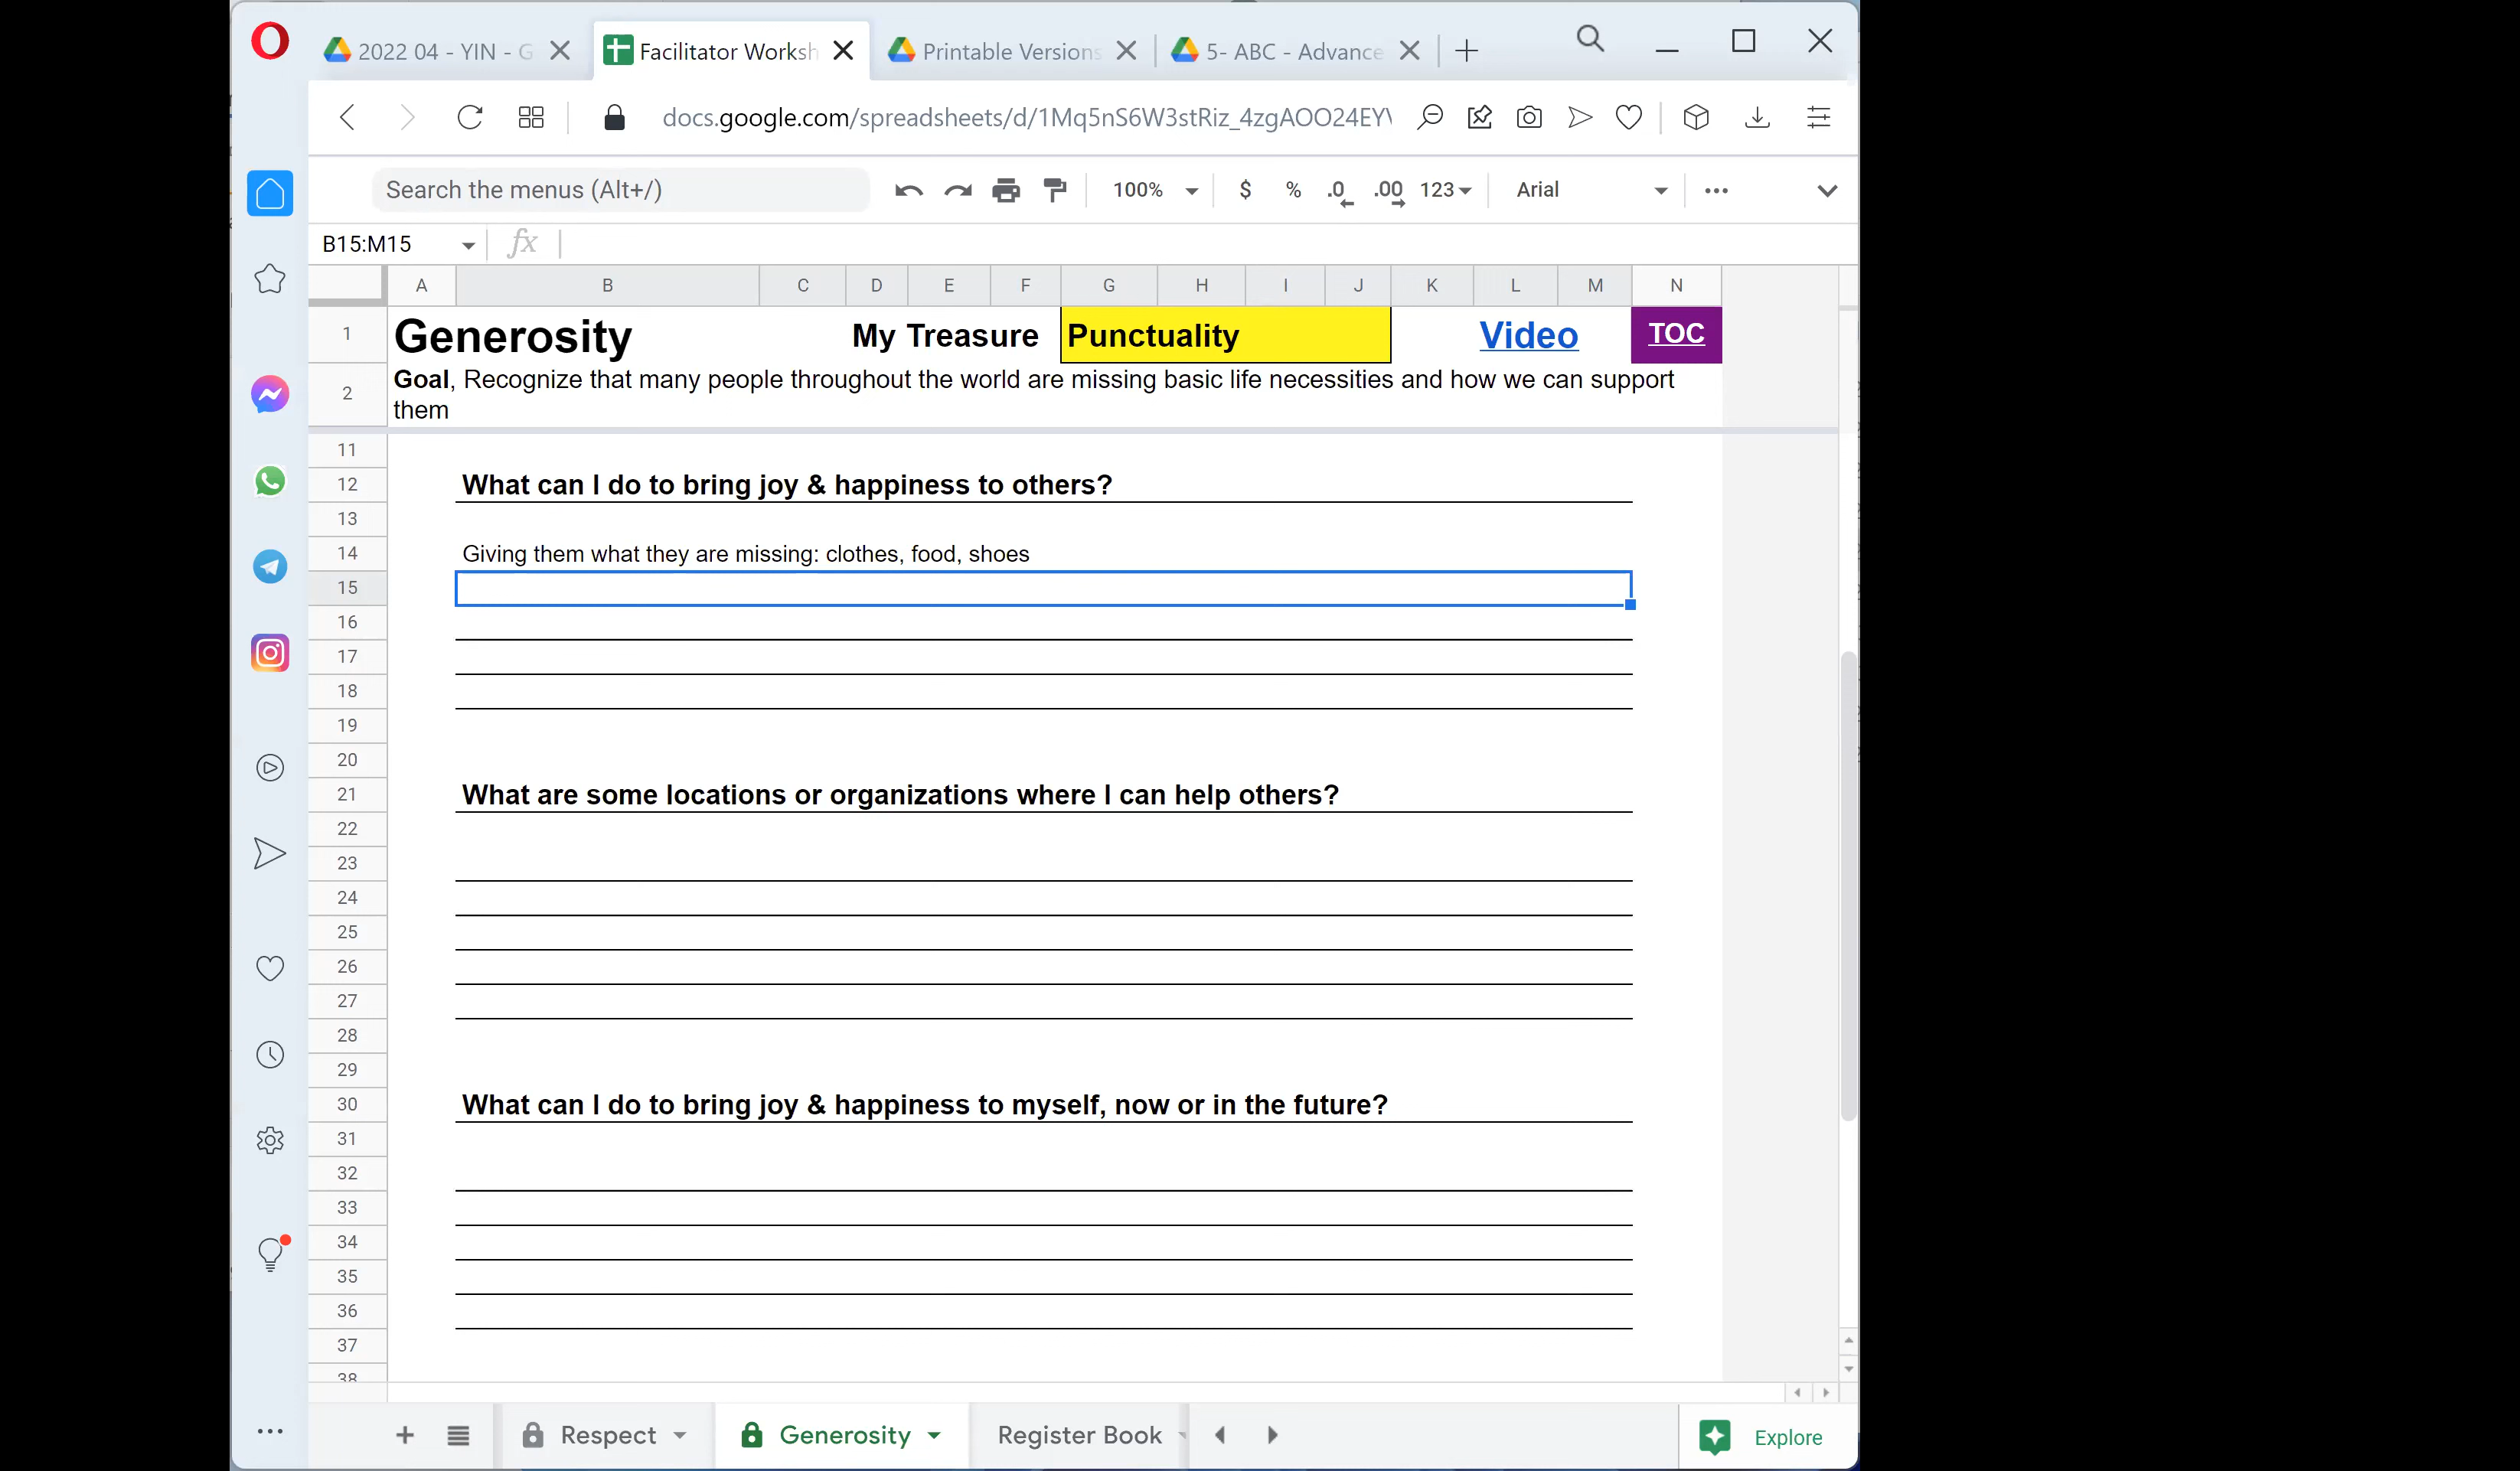 2022 04 - YIN - G
Facilitator Worksh
Printable Versions
5- ABC - Advance
docs.google.com/spreadsheets/d/1Mq5nS6W3stRiz_4zgAOO24EY
Search the menus (Alt+/)
100%
$ % .0 .00 123
Arial
B15:M15
fx
A B C D E F G H I J K L M N
1 Generosity My Treasure Punctuality Video TOC
2 Goal, Recognize that many people throughout the world are missing basic life necessities and how we can support
them
11
12 What can I do to bring joy & happiness to others?
13
14 Giving them what they are missing: clothes, food, shoes
15
16
17
18
19
20
21 What are some locations or organizations where I can help others?
22
23
24
25
26
27
28
29
30 What can I do to bring joy & happiness to myself, now or in the future?
31
32
33
34
35
36
37
38
Respect
Generosity
Register Book
Explore